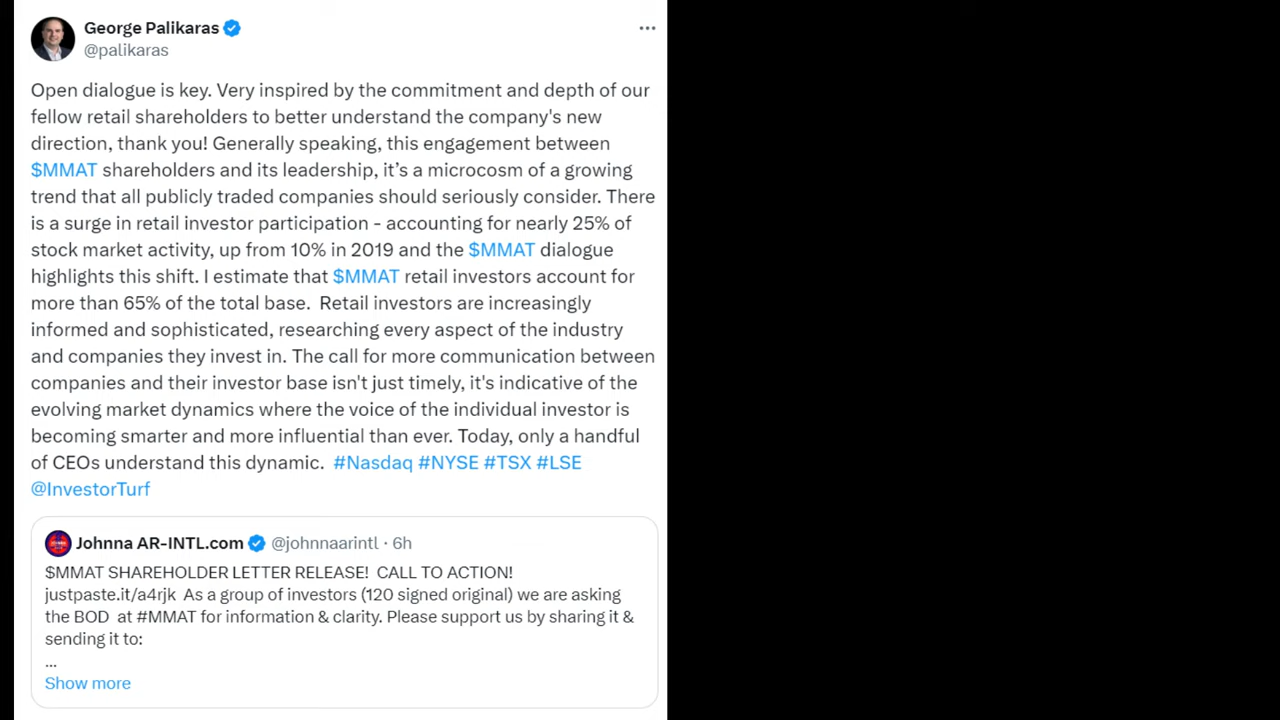 George Palikaras
@palikaras
Open dialogue is key. Very inspired by the commitment and depth of our
fellow retail shareholders to better understand the company's new
direction, thank you! Generally speaking, this engagement between
$MMAT shareholders and its leadership, it’s a microcosm of a growing
trend that all publicly traded companies should seriously consider. There
is a surge in retail investor participation - accounting for nearly 25% of
stock market activity, up from 10% in 2019 and the $MMAT dialogue
highlights this shift. I estimate that $MMAT retail investors account for
more than 65% of the total base.  Retail investors are increasingly
informed and sophisticated, researching every aspect of the industry
and companies they invest in. The call for more communication between
companies and their investor base isn't just timely, it's indicative of the
evolving market dynamics where the voice of the individual investor is
becoming smarter and more influential than ever. Today, only a handful
of CEOs understand this dynamic.  #Nasdaq #NYSE #TSX #LSE
@InvestorTurf
Johnna AR-INTL.com @johnnaarintl · 6h
$MMAT SHAREHOLDER LETTER RELEASE!  CALL TO ACTION!
justpaste.it/a4rjk  As a group of investors (120 signed original) we are asking
the BOD  at #MMAT for information & clarity. Please support us by sharing it &
sending it to:
...
Show more